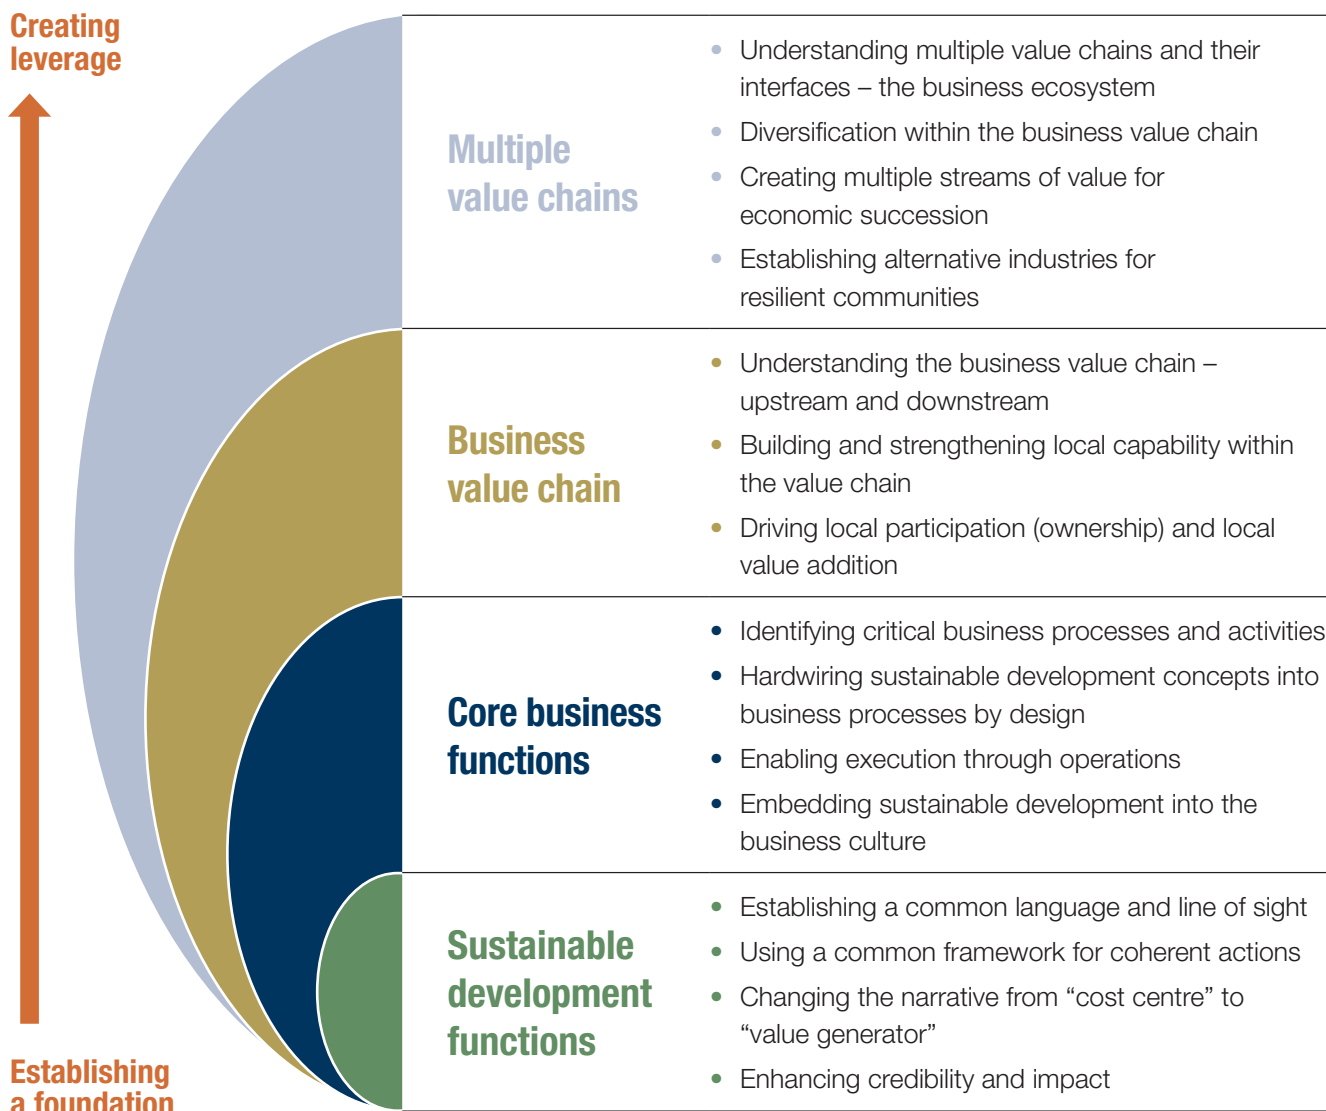 Creating
leverage
Multiple
value chains
• Understanding multiple value chains and their
interfaces – the business ecosystem
• Diversification within the business value chain
• Creating multiple streams of value for
economic succession
• Establishing alternative industries for
resilient communities
Business
value chain
• Understanding the business value chain –
upstream and downstream
• Building and strengthening local capability within
the value chain
• Driving local participation (ownership) and local
value addition
Core business
functions
• Identifying critical business processes and activities
• Hardwiring sustainable development concepts into
business processes by design
• Enabling execution through operations
• Embedding sustainable development into the
business culture
Sustainable
development
functions
• Establishing a common language and line of sight
• Using a common framework for coherent actions
• Changing the narrative from “cost centre” to
“value generator”
• Enhancing credibility and impact
Establishing
a foundation